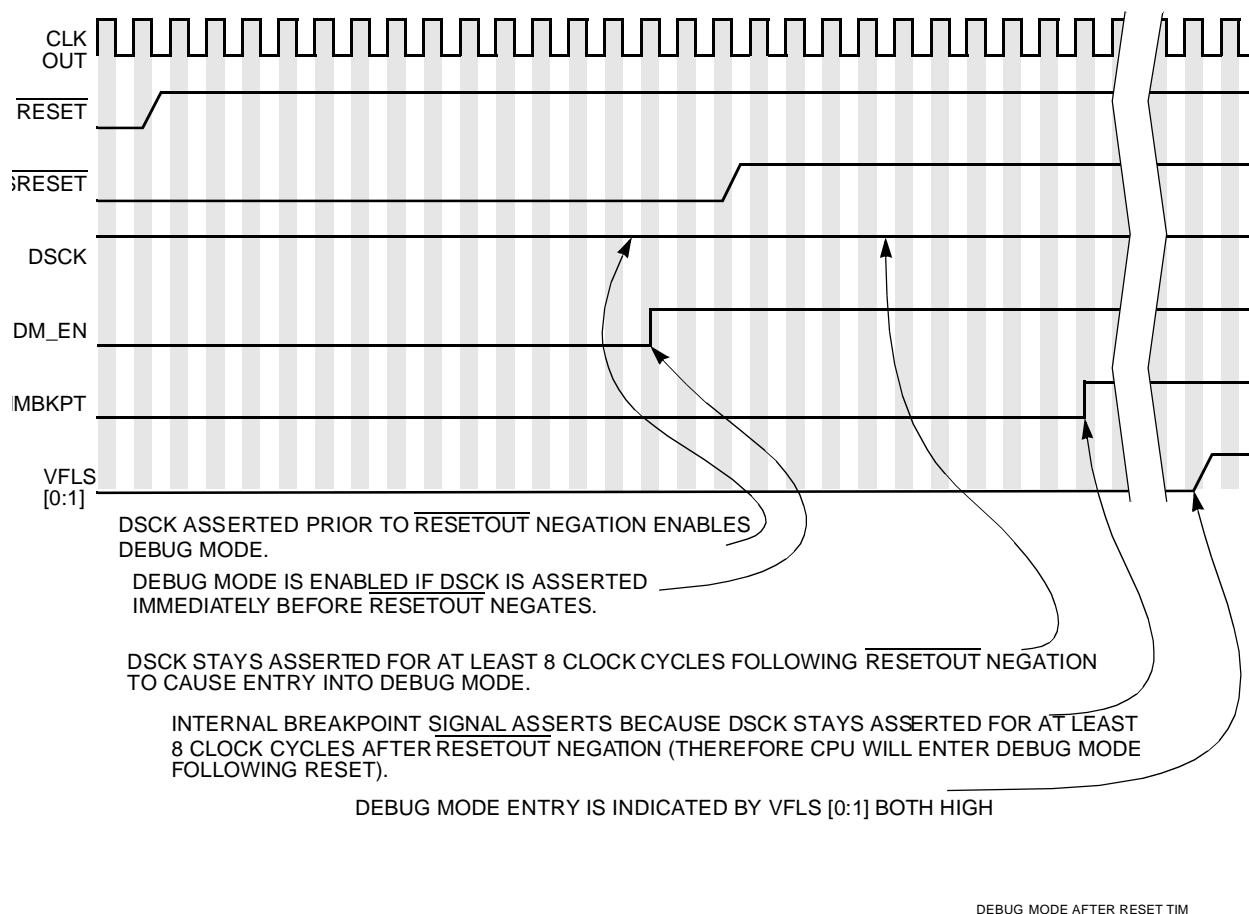 CLK
OUT
RESET
SRESET
DSCK
DM_EN
IMBKPT
VFLS
[0:1]
DSCK ASSERTED PRIOR TO RESETOUT NEGATION ENABLES
DEBUG MODE.
DEBUG MODE IS ENABLED IF DSCK IS ASSERTED
IMMEDIATELY BEFORE RESETOUT NEGATES.
DSCK STAYS ASSERTED FOR AT LEAST 8 CLOCK CYCLES FOLLOWING RESETOUT NEGATION
TO CAUSE ENTRY INTO DEBUG MODE.
INTERNAL BREAKPOINT SIGNAL ASSERTS BECAUSE DSCK STAYS ASSERTED FOR AT LEAST
8 CLOCK CYCLES AFTER RESETOUT NEGATION (THEREFORE CPU WILL ENTER DEBUG MODE
FOLLOWING RESET).
DEBUG MODE ENTRY IS INDICATED BY VFLS [0:1] BOTH HIGH
DEBUG MODE AFTER RESET TIM